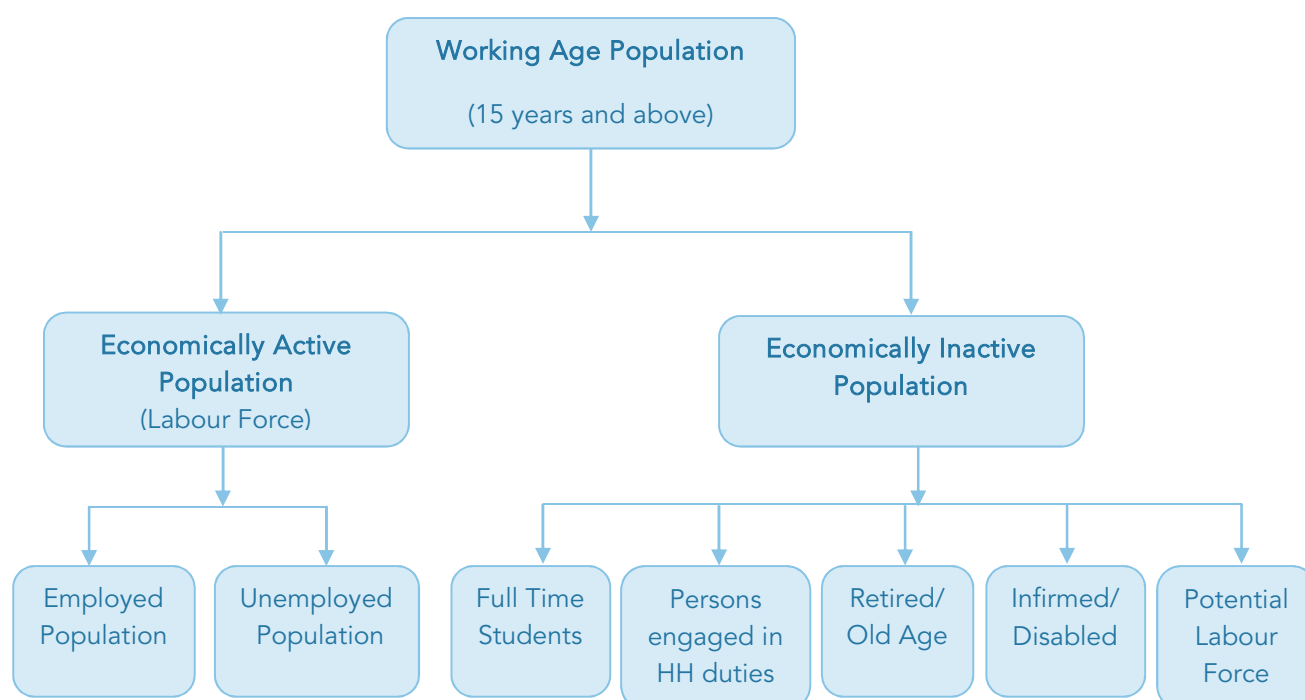 Working Age Population
(15 years and above)
Economically Active
Population
(Labour Force)
Economically Inactive
Population
Employed
Population
Unemployed
Population
Full Time
Students
Persons
engaged in
HH duties
Retired/
Old Age
Infirmed/
Disabled
Potential
Labour
Force